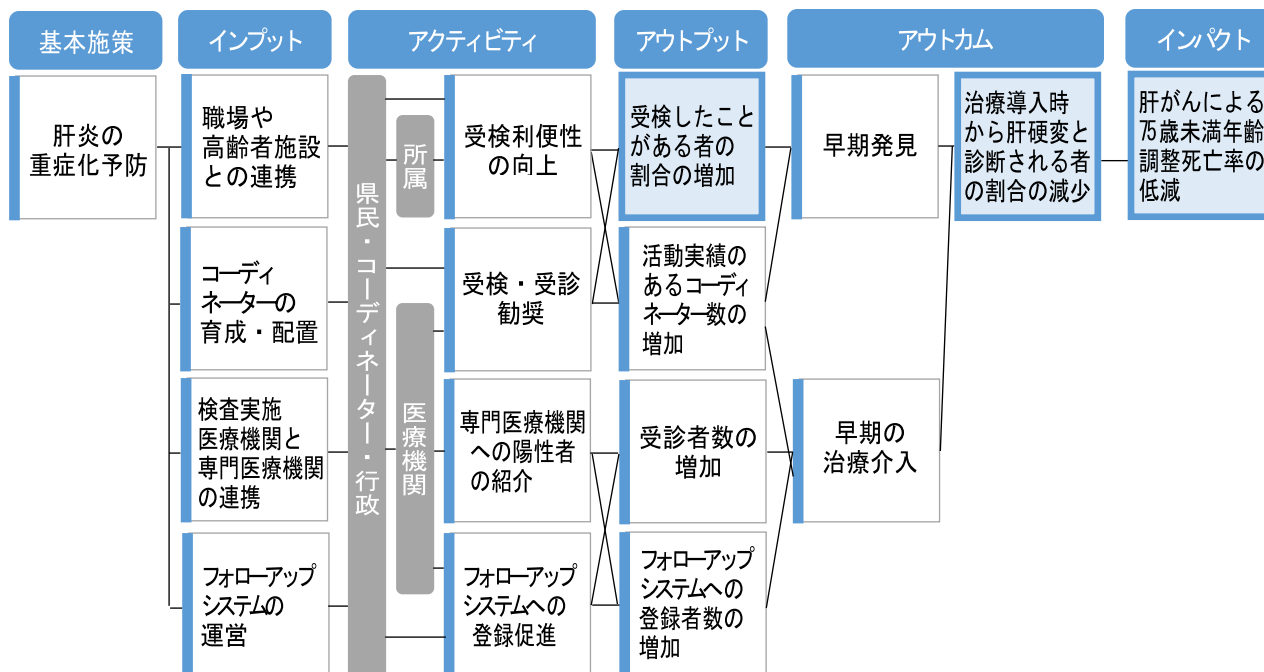 基本施策
インプット
アクティビティ
アウトプット
アウトカム
インパクト
肝炎の
重症化予防
職場や
高齢者施設
との連携
コーディ
ネーターの
育成・配置
検査実施
医療機関と
専門医療機関
の連携
フォローアップ
システムの
運営
県民・コーディネーター・行政
所属
医療機関
受検利便性
の向上
受検・受診
勧奨
専門医療機関
への陽性者
の紹介
フォローアップ
システムへの
登録促進
受検したこと
がある者の
割合の増加
活動実績の
あるコーディ
ネーター数の
増加
受診者数の
増加
フォローアップ
システムへの
登録者数の
増加
早期発見
早期の
治療介入
治療導入時
から肝硬変と
診断される者
の割合の減少
肝がんによる
75歳未満年齢
調整死亡率の
低減